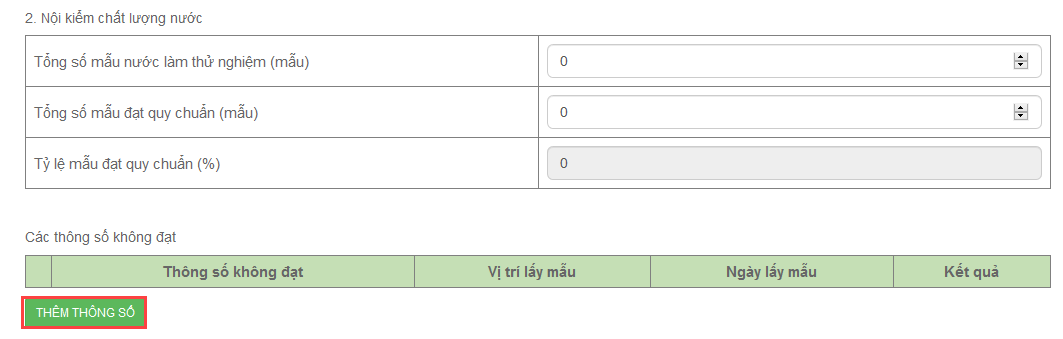 2. Nội kiểm chất lượng nước
Tổng số mẫu nước làm thử nghiệm (mẫu) 0
Tổng số mẫu đạt quy chuẩn (mẫu) 0
Tỷ lệ mẫu đạt quy chuẩn (%) 0
Các thông số không đạt
Thông số không đạt Vị trí lấy mẫu Ngày lấy mẫu Kết quả
THÊM THÔNG SỐ